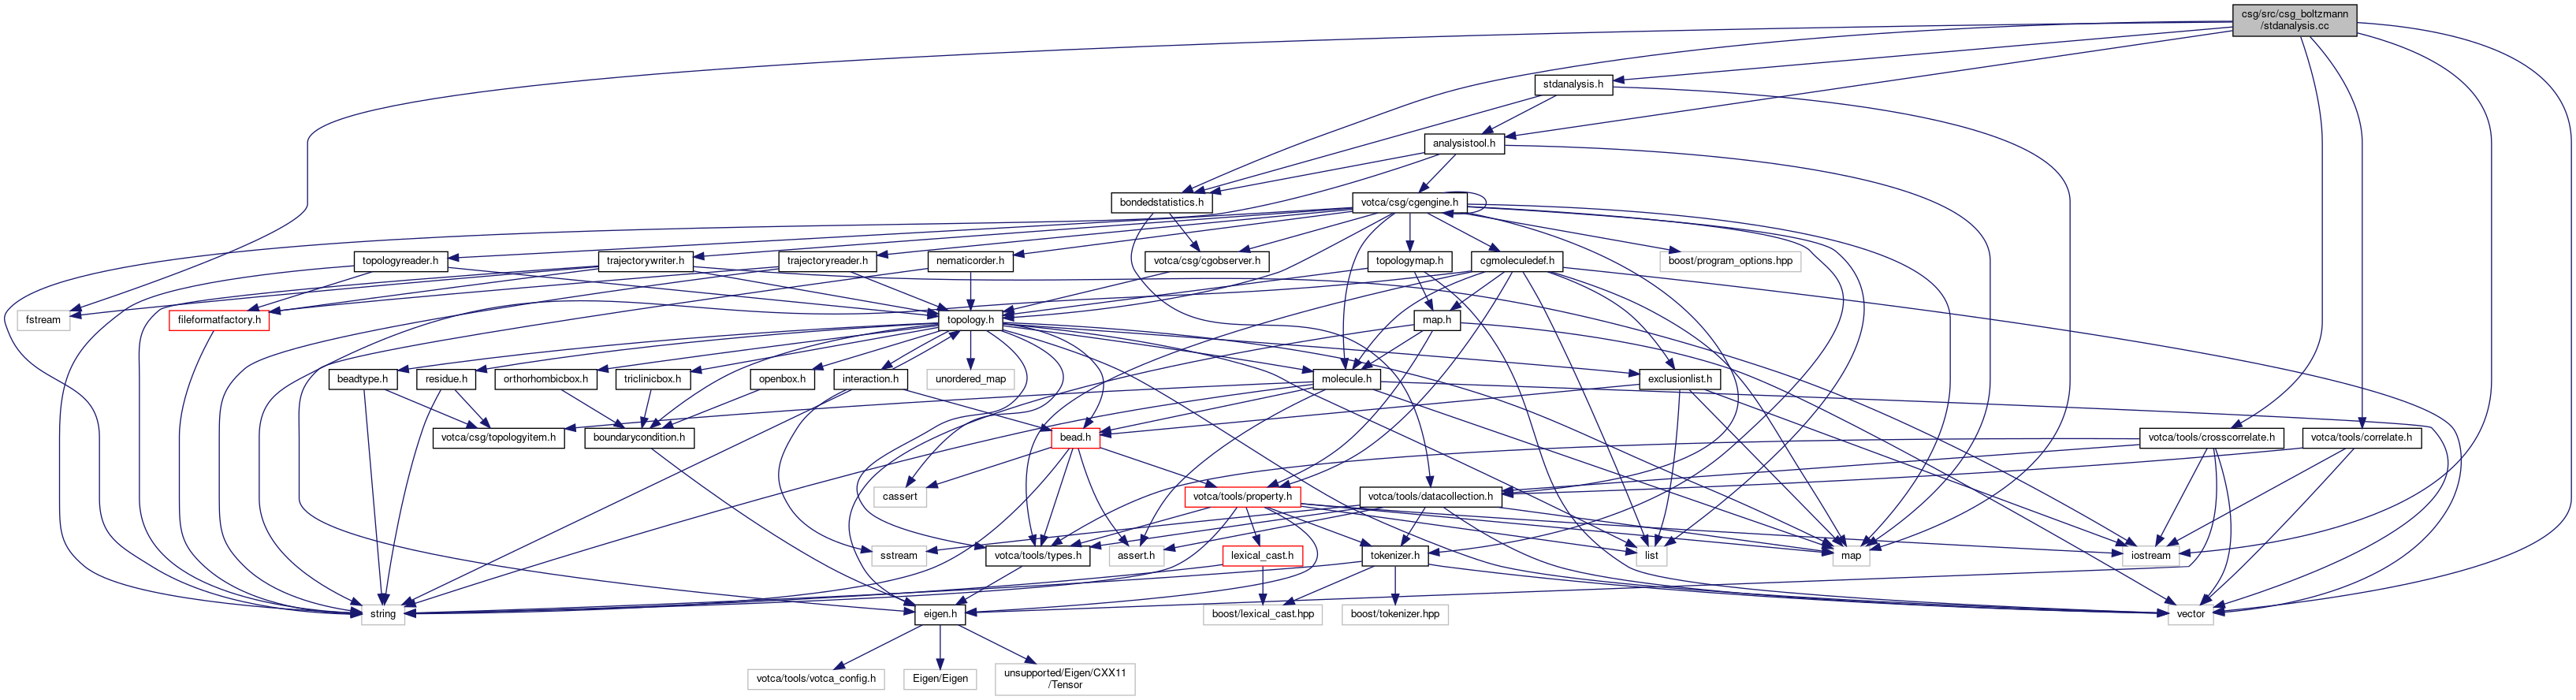 csg/src/csg_boltzmann
/stdanalysis.cc
stdanalysis.h
analysistool.h
bondedstatistics.h
votca/csg/cgengine.h
topologyreader.h
trajectorywriter.h
trajectoryreader.h
nematicorder.h
votca/csg/cgobserver.h
topologymap.h
cgmoleculedef.h
boost/program_options.hpp
fstream
fileformatfactory.h
topology.h
map.h
beadtype.h
residue.h
orthorhombicbox.h
triclinicbox.h
openbox.h
interaction.h
unordered_map
molecule.h
exclusionlist.h
votca/csg/topologyitem.h
boundarycondition.h
bead.h
votca/tools/crosscorrelate.h
votca/tools/correlate.h
cassert
votca/tools/property.h
votca/tools/datacollection.h
sstream
votca/tools/types.h
assert.h
lexical_cast.h
tokenizer.h
list
map
iostream
string
eigen.h
boost/lexical_cast.hpp
boost/tokenizer.hpp
vector
votca/tools/votca_config.h
Eigen/Eigen
unsupported/Eigen/CXX11
/Tensor